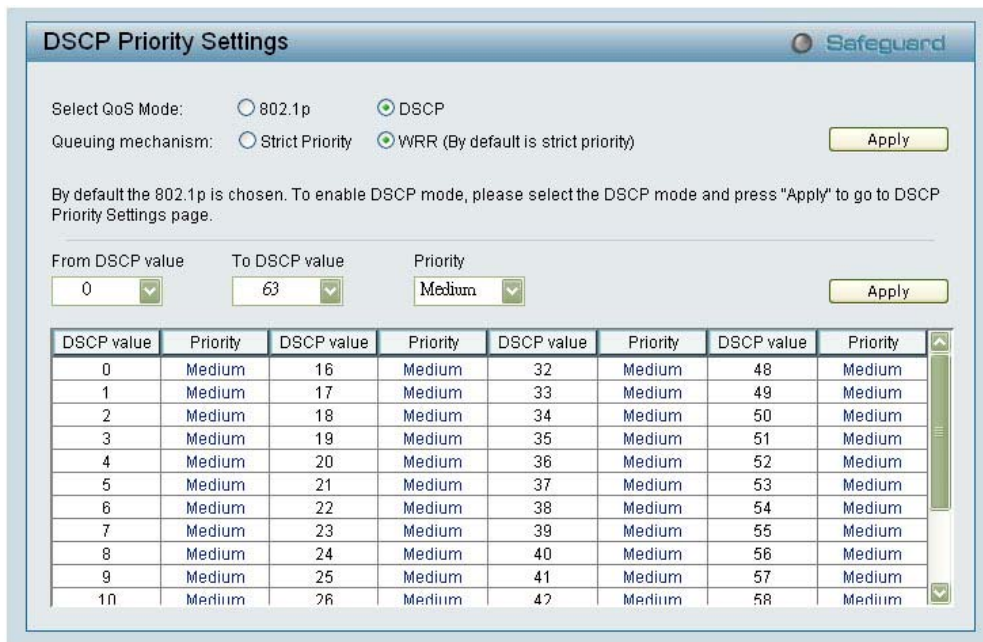 DSCP Priority Settings
Safeguard
Select QoS Mode: 802.1p DSCP
Queuing mechanism: Strict Priority WRR (By default is strict priority) Apply
By default the 802.1p is chosen. To enable DSCP mode, please select the DSCP mode and press "Apply" to go to DSCP
Priority Settings page.
From DSCP value To DSCP value Priority
0 63 Medium Apply
DSCP value Priority DSCP value Priority DSCP value Priority DSCP value Priority
0 Medium 16 Medium 32 Medium 48 Medium
1 Medium 17 Medium 33 Medium 49 Medium
2 Medium 18 Medium 34 Medium 50 Medium
3 Medium 19 Medium 35 Medium 51 Medium
4 Medium 20 Medium 36 Medium 52 Medium
5 Medium 21 Medium 37 Medium 53 Medium
6 Medium 22 Medium 38 Medium 54 Medium
7 Medium 23 Medium 39 Medium 55 Medium
8 Medium 24 Medium 40 Medium 56 Medium
9 Medium 25 Medium 41 Medium 57 Medium
10 Medium 26 Medium 42 Medium 58 Medium